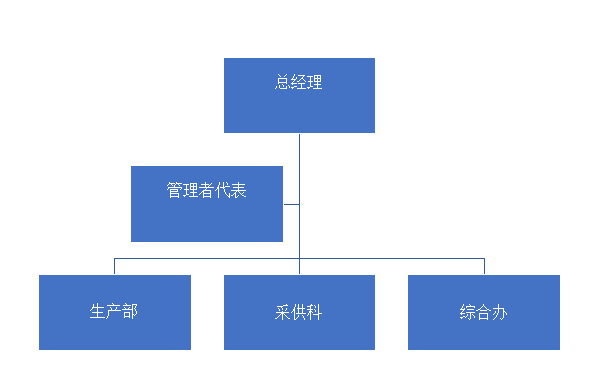 总经理
管理者代表
生产部
采供科
综合办